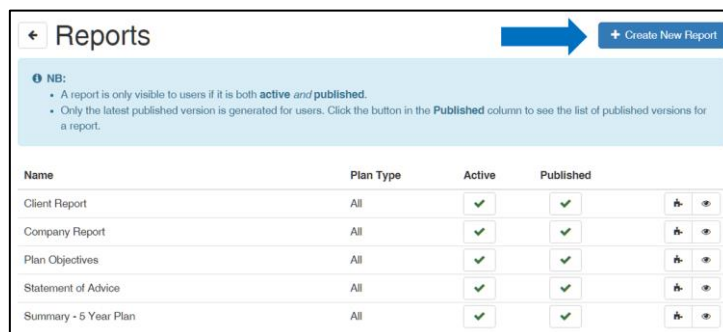 Reports
+ Create New Report
NB:
• A report is only visible to users if it is both active and published.
• Only the latest published version is generated for users. Click the button in the Published column to see the list of published versions for
a report.
Name Plan Type Active Published
Client Report All
Company Report All
Plan Objectives All
Statement of Advice All
Summary - 5 Year Plan All